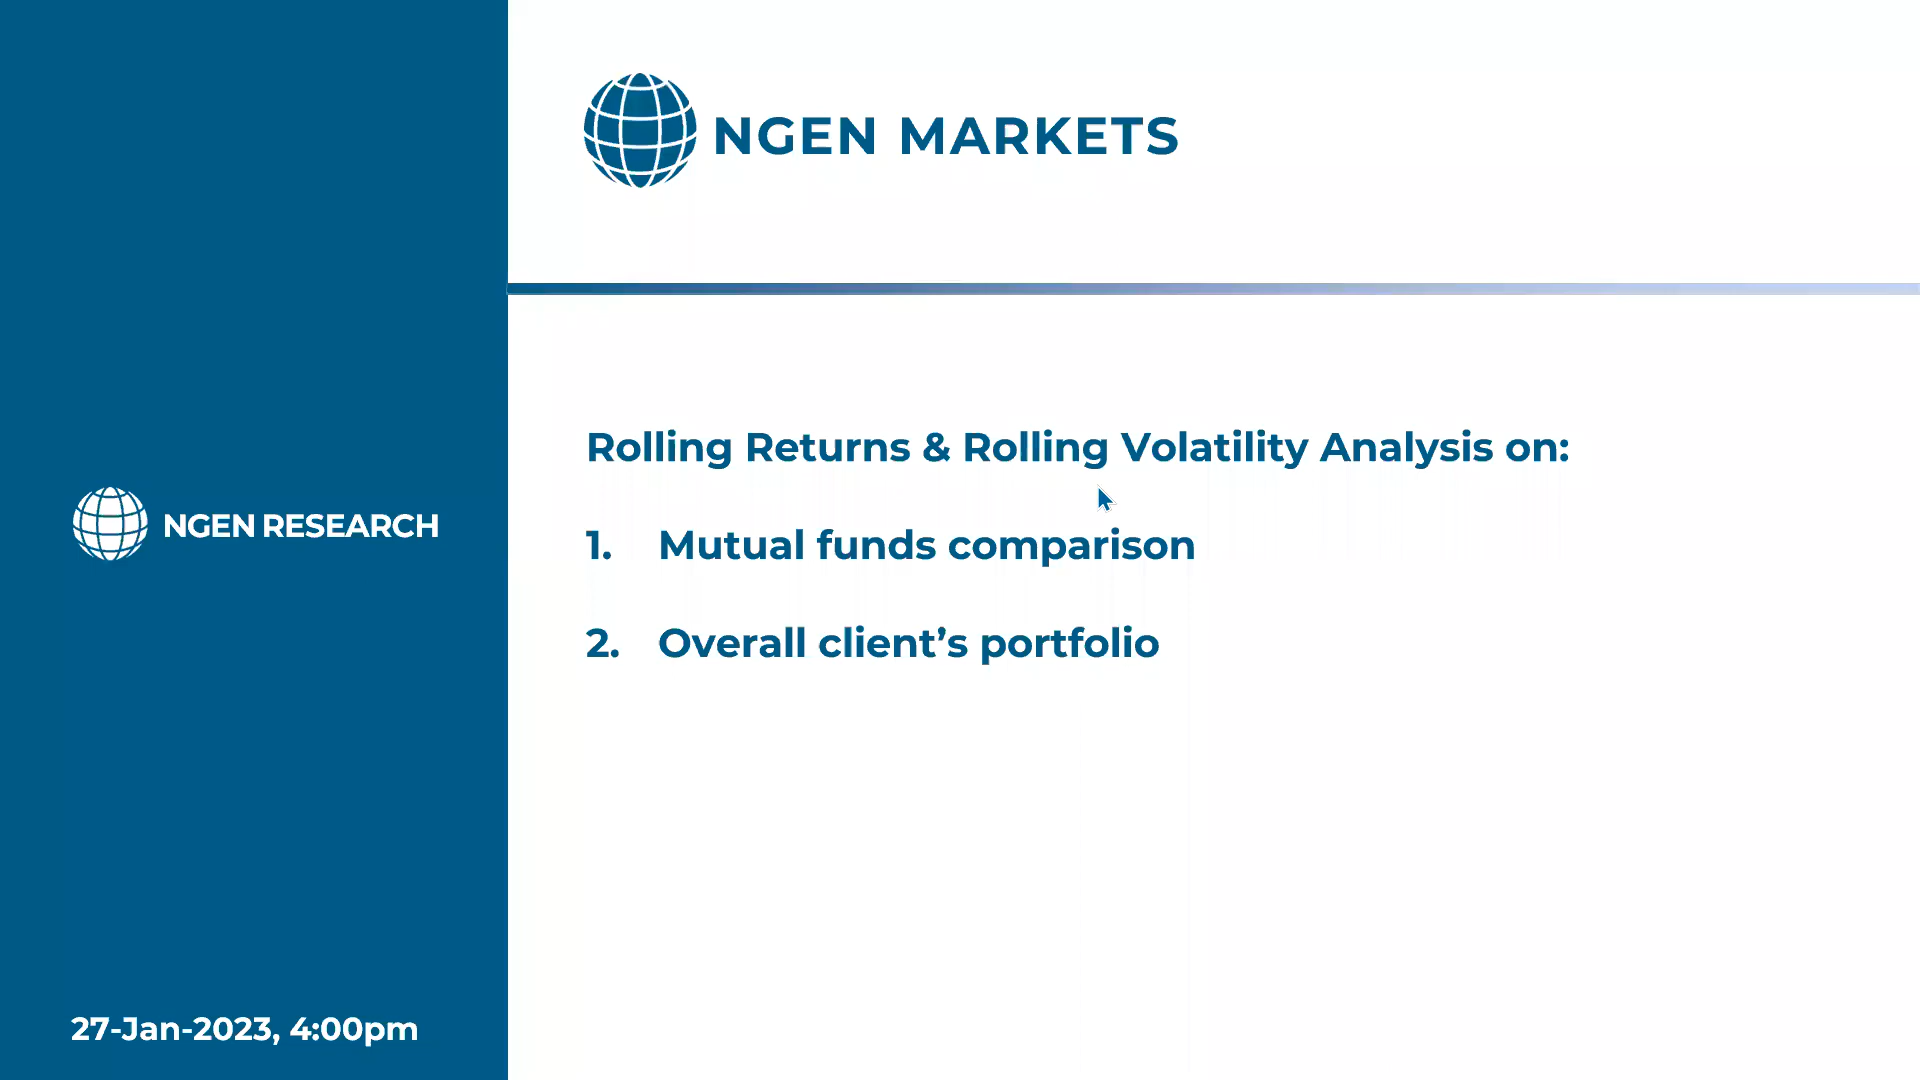 NGEN MARKETS
Rolling Returns & Rolling Volatility Analysis on:
1. Mutual funds comparison
2. Overall client’s portfolio
NGEN RESEARCH
27-Jan-2023, 4:00pm